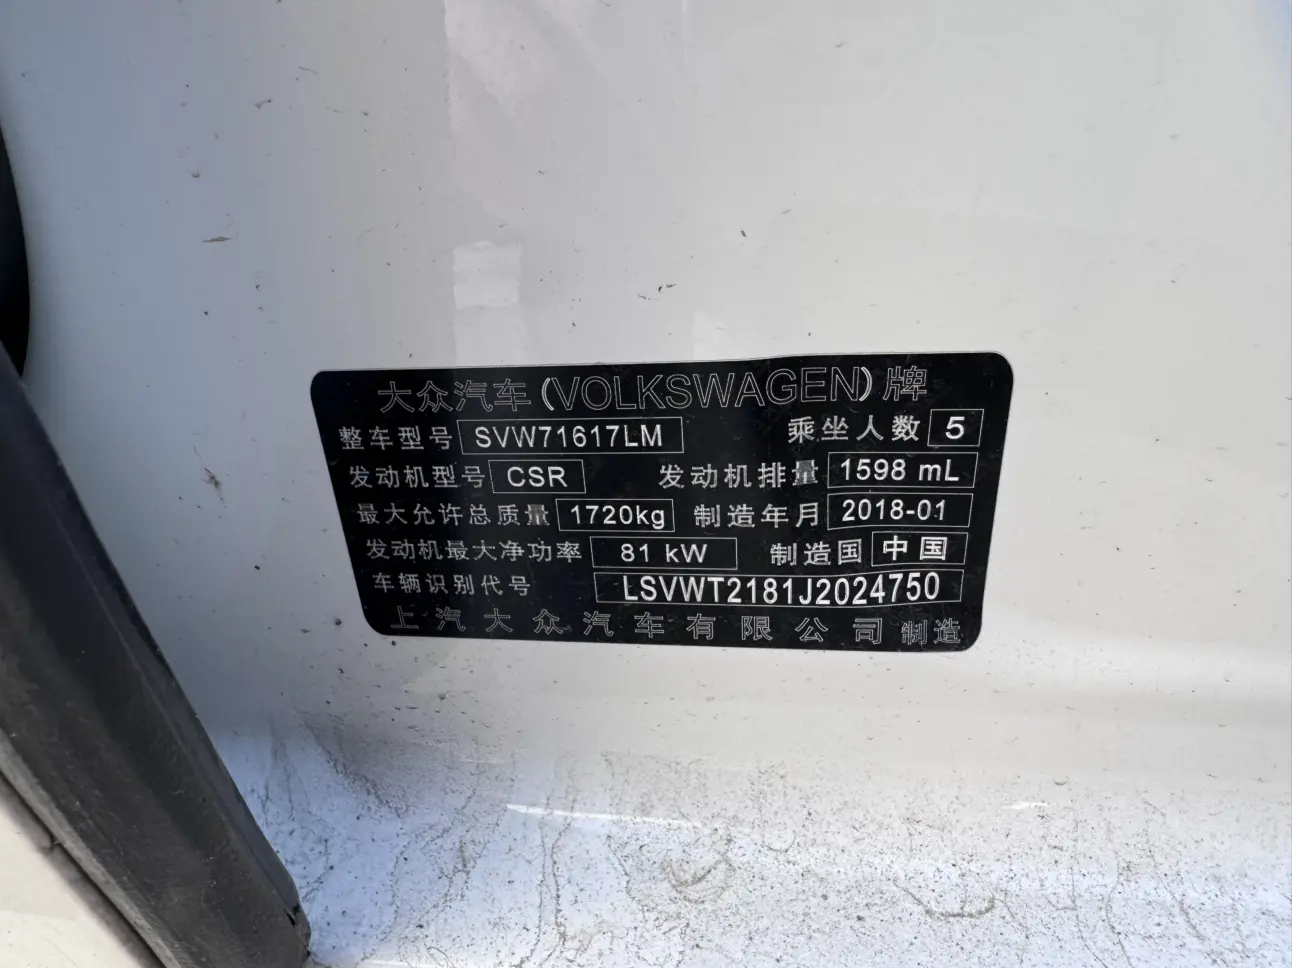 大众汽车(VOLKSWAGEN)牌
整车型号 SVW71617LM 乘坐人数 5
发动机型号 CSR 发动机排量 1598 mL
最大允许总质量 1720kg 制造年月 2018-01
发动机最大净功率 81 kW 制造国 中国
车辆识别代号 LSVWT2181J2024750
上汽大众汽车有限公司 制造